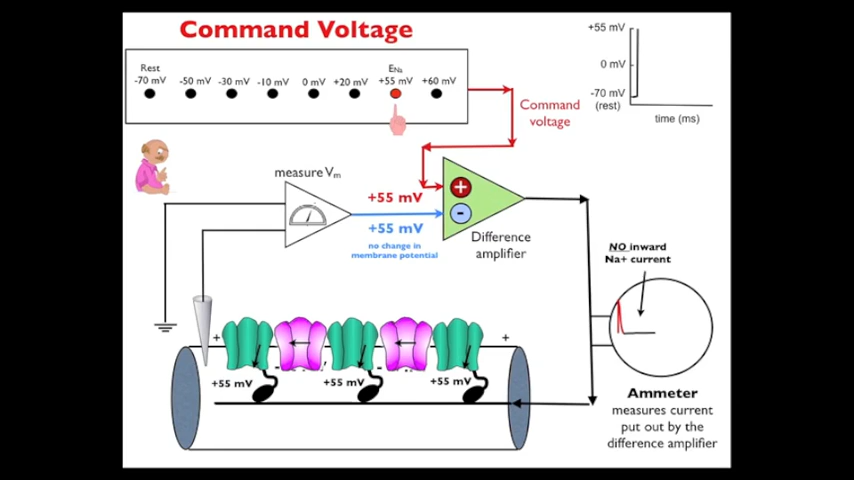 Command Voltage
Rest
-70 mV
-50 mV
-30 mV
-10 mV
0 mV
+20 mV
ENa
+55 mV
+60 mV
Command
voltage
+55 mV
0 mV
-70 mV
(rest)
time (ms)
measure Vm
+55 mV
+
+55 mV
-
no change in
membrane potential
Difference
amplifier
NO inward
Na+ current
+
+
+55 mV
+55 mV
+55 mV
Ammeter
measures current
put out by the
difference amplifier